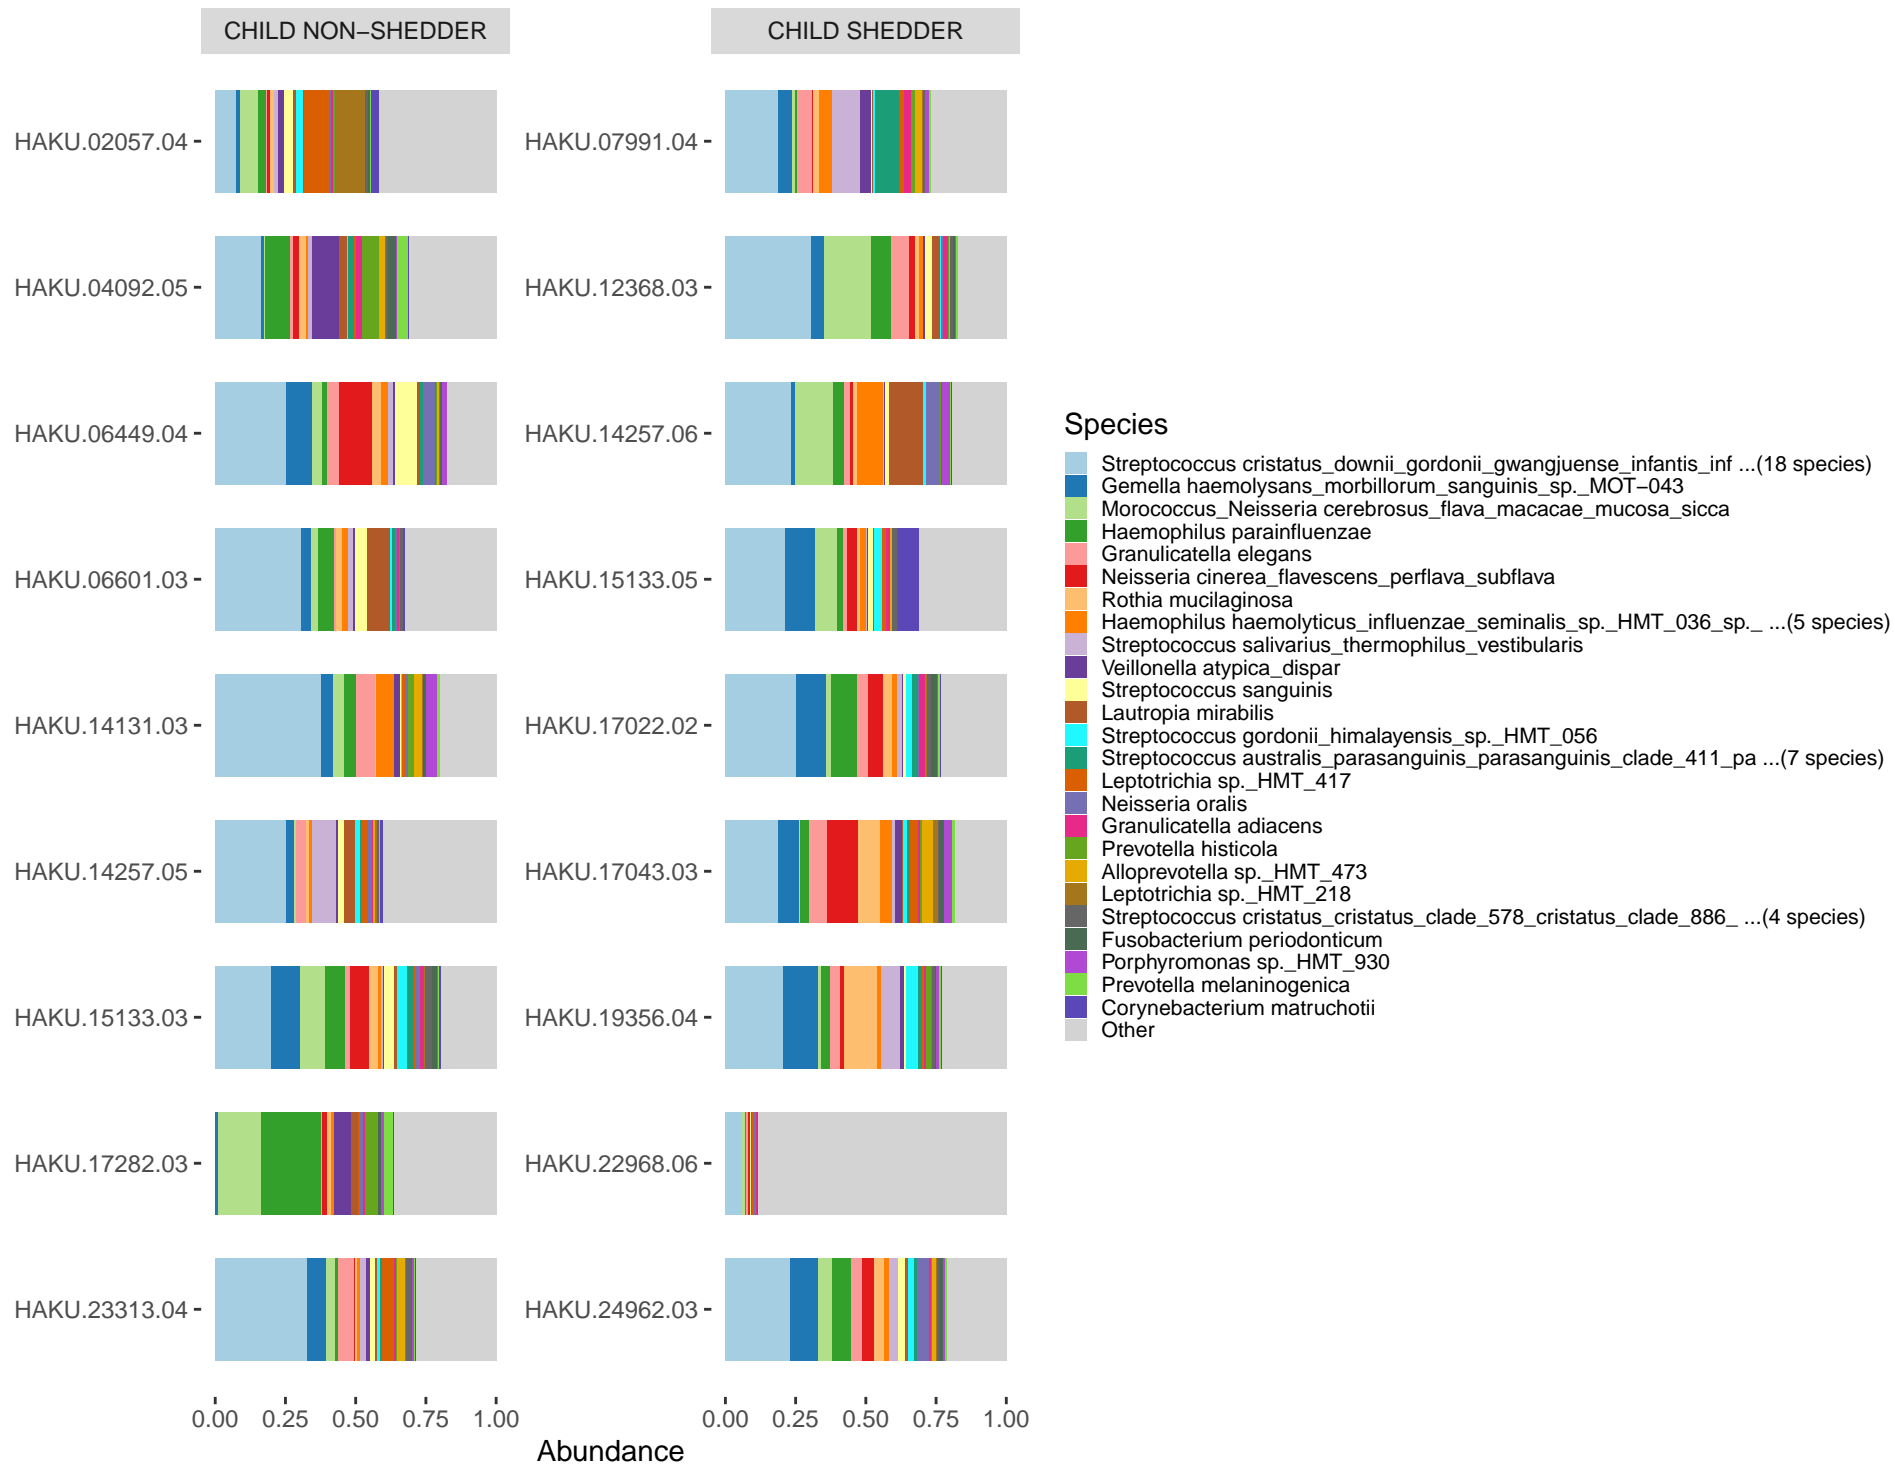 CHILD NON−SHEDDER
HAKU.02057.04
HAKU.04092.05
HAKU.06449.04
HAKU.06601.03
HAKU.14131.03
HAKU.14257.05
HAKU.15133.03
HAKU.17282.03
HAKU.23313.04
0.00 0.25 0.50 0.75 1.00
CHILD SHEDDER
HAKU.07991.04
HAKU.12368.03
HAKU.14257.06
HAKU.15133.05
HAKU.17022.02
HAKU.17043.03
HAKU.19356.04
HAKU.22968.06
HAKU.24962.03
0.00 0.25 0.50 0.75 1.00
Abundance
Species
Streptococcus cristatus_downii_gordonii_gwangjuense_infantis_inf ...(18 species)
Gemella haemolysans_morbillorum_sanguinis_sp._MOT−043
Morococcus_Neisseria cerebrosus_flava_macacae_mucosa_sicca
Haemophilus parainfluenzae
Granulicatella elegans
Neisseria cinerea_flavescens_perflava_subflava
Rothia mucilaginosa
Haemophilus haemolyticus_influenzae_seminalis_sp._HMT_036_sp._ ...(5 species)
Streptococcus salivarius_thermophilus_vestibularis
Veillonella atypica_dispar
Streptococcus sanguinis
Lautropia mirabilis
Streptococcus gordonii_himalayensis_sp._HMT_056
Streptococcus australis_parasanguinis_parasanguinis_clade_411_pa ...(7 species)
Leptotrichia sp._HMT_417
Neisseria oralis
Granulicatella adiacens
Prevotella histicola
Alloprevotella sp._HMT_473
Leptotrichia sp._HMT_218
Streptococcus cristatus_cristatus_clade_578_cristatus_clade_886_ ...(4 species)
Fusobacterium periodonticum
Porphyromonas sp._HMT_930
Prevotella melaninogenica
Corynebacterium matruchotii
Other